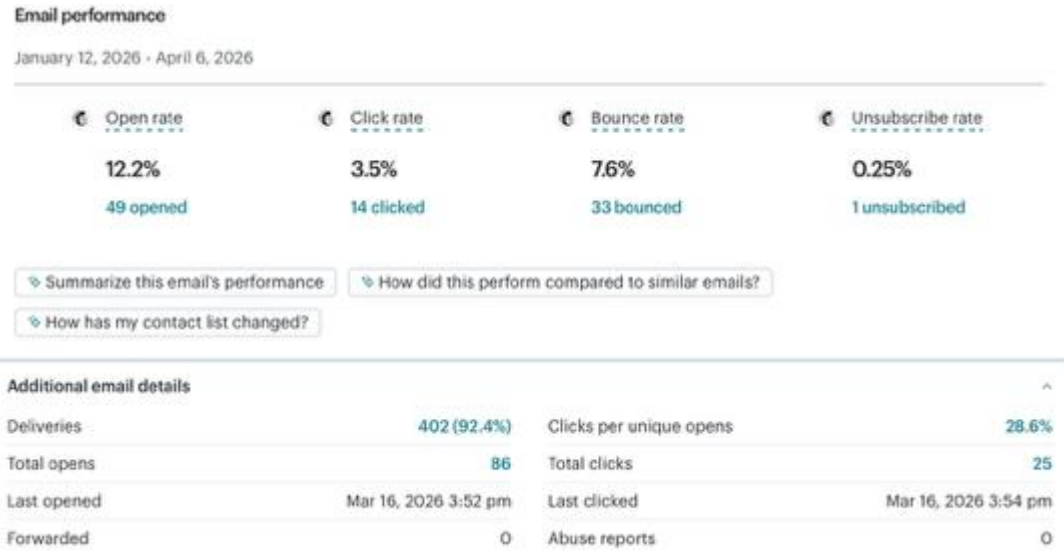 Email performance
January 12, 2026 - April 6, 2026
Open rate Click rate Bounce rate Unsubscribe rate
12.2% 3.5% 7.6% 0.25%
49 opened 14 clicked 33 bounced 1 unsubscribed
Summarize this email's performance How did this perform compared to similar emails?
How has my contact list changed?
Additional email details
Deliveries 402 (92.4%) Clicks per unique opens 28.6%
Total opens 86 Total clicks 25
Last opened Mar 16, 2026 3:52 pm Last clicked Mar 16, 2026 3:54 pm
Forwarded 0 Abuse reports 0